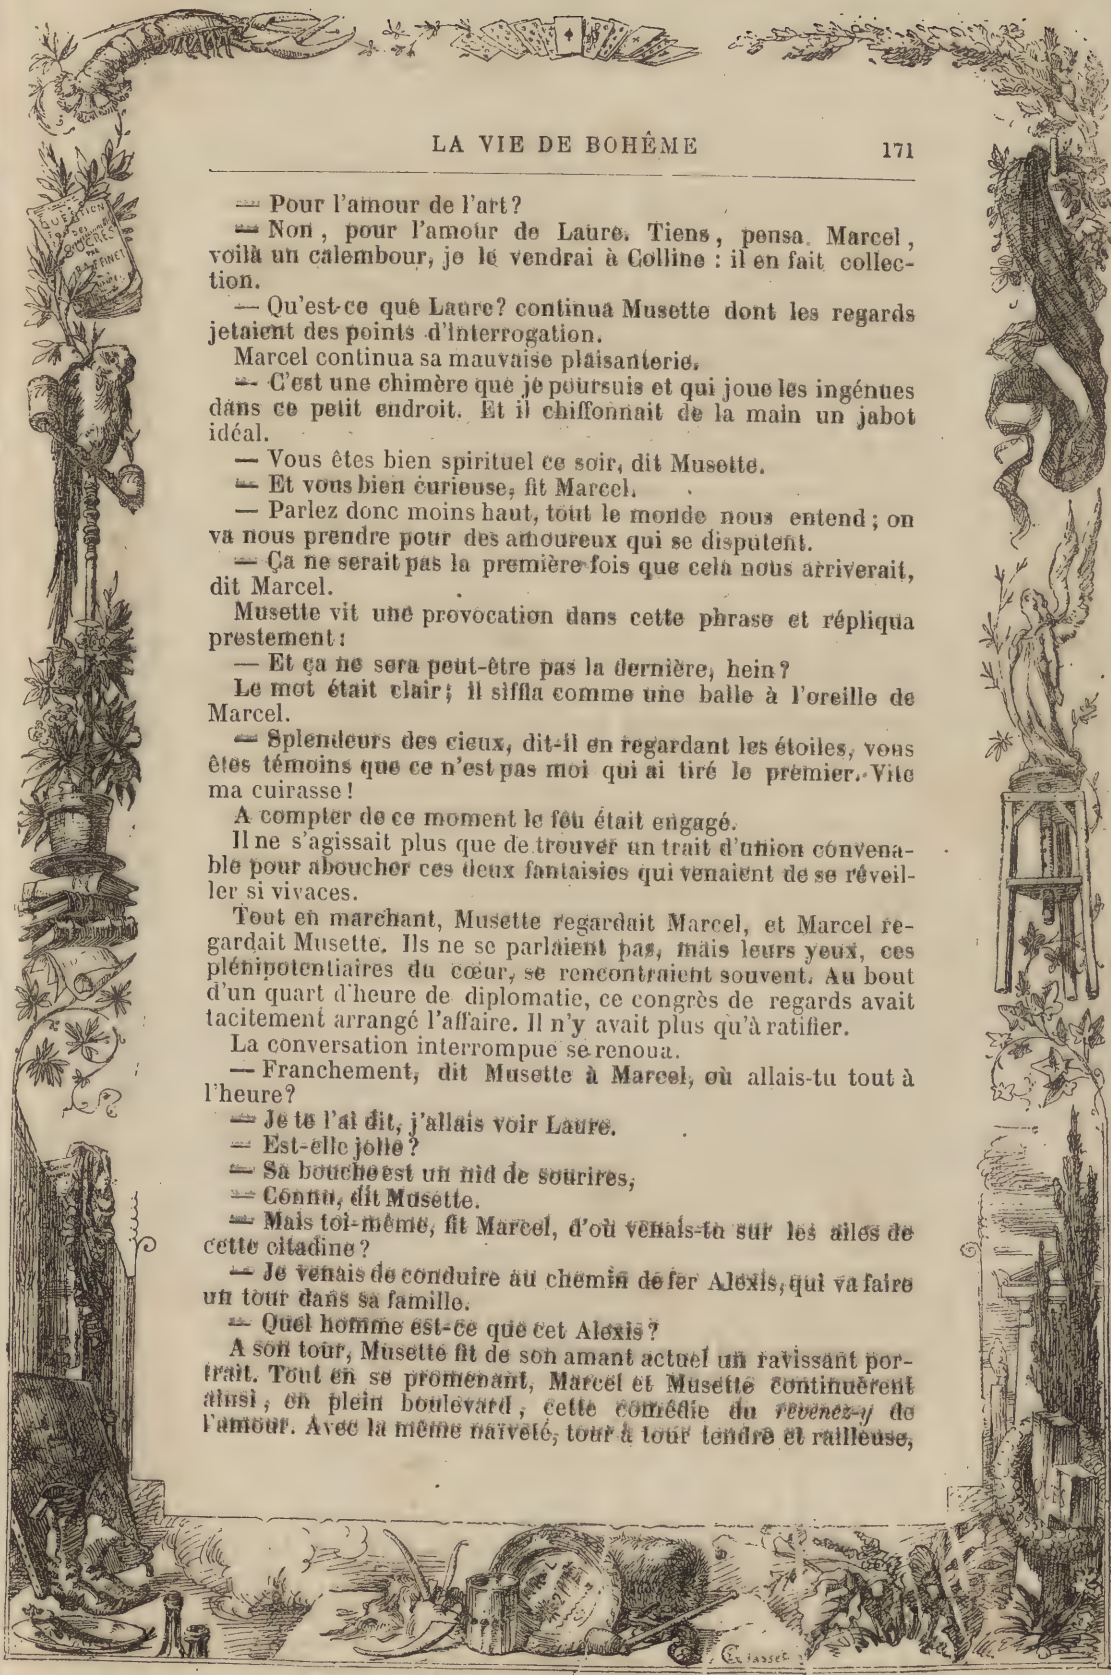 LA VIE DE BOHÊME 171
— Pour l'amour de l'art?
— Non, pour l'amour de Laure. Tiens, pensa Marcel,
voilà un calembour, je le vendrai à Colline : il en fait collec-
tion.
— Qu'est-ce que Laure? continua Musette dont les regards
jetaient des points d'interrogation.
Marcel continua sa mauvaise plaisanterie.
— C'est une chimère que je poursuis et qui joue les ingénues
dans ce petit endroit. Et il chiffonnait de la main un jabot
idéal.
— Vous êtes bien spirituel ce soir, dit Musette.
— Et vous bien curieuse, fit Marcel.
— Parlez donc moins haut, tout le monde nous entend ; on
va nous prendre pour des amoureux qui se disputent.
— Ça ne serait pas la première fois que cela nous arriverait,
dit Marcel.
Musette vit une provocation dans cette phrase et répliqua
prestement :
— Et ça ne sera peut-être pas la dernière, hein?
Le mot était clair; il siffla comme une balle à l'oreille de
Marcel.
— Splendeurs des cieux, dit-il en regardant les étoiles, vous
êtes témoins que ce n'est pas moi qui ai tiré le premier. Vite
ma cuirasse!
A compter de ce moment le feu était engagé.
Il ne s'agissait plus que de trouver un trait d'union convena-
ble pour aboucher ces deux fantaisies qui venaient de se réveil-
ler si vivaces.
Tout en marchant, Musette regardait Marcel, et Marcel re-
gardait Musette. Ils ne se parlaient pas, mais leurs yeux, ces
plénipotentiaires du cœur, se rencontraient souvent. Au bout
d'un quart d'heure de diplomatie, ce congrès de regards avait
tacitement arrangé l'affaire. Il n'y avait plus qu'à ratifier.
La conversation interrompue se renoua.
— Franchement, dit Musette à Marcel, où allais-tu tout à
l'heure?
— Je te l'ai dit, j'allais voir Laure.
— Est-elle jolie?
— Sa bouche est un nid de sourires,
— Connu, dit Musette.
— Mais toi-même, fit Marcel, d'où venais-tu sur les ailes de
cette citadine?
— Je venais de conduire au chemin de fer Alexis, qui va faire
un tour dans sa famille.
— Quel homme est-ce que cet Alexis?
A son tour, Musette fit de son amant actuel un ravissant por-
trait. Tout en se promenant, Marcel et Musette continuèrent
ainsi, en plein boulevard, cette comédie du revenez-y de
l'amour. Avec la même naïveté, tour à tour tendre et railleuse,
QUESTION
DES
SUCRES
PAR
RAFFINET